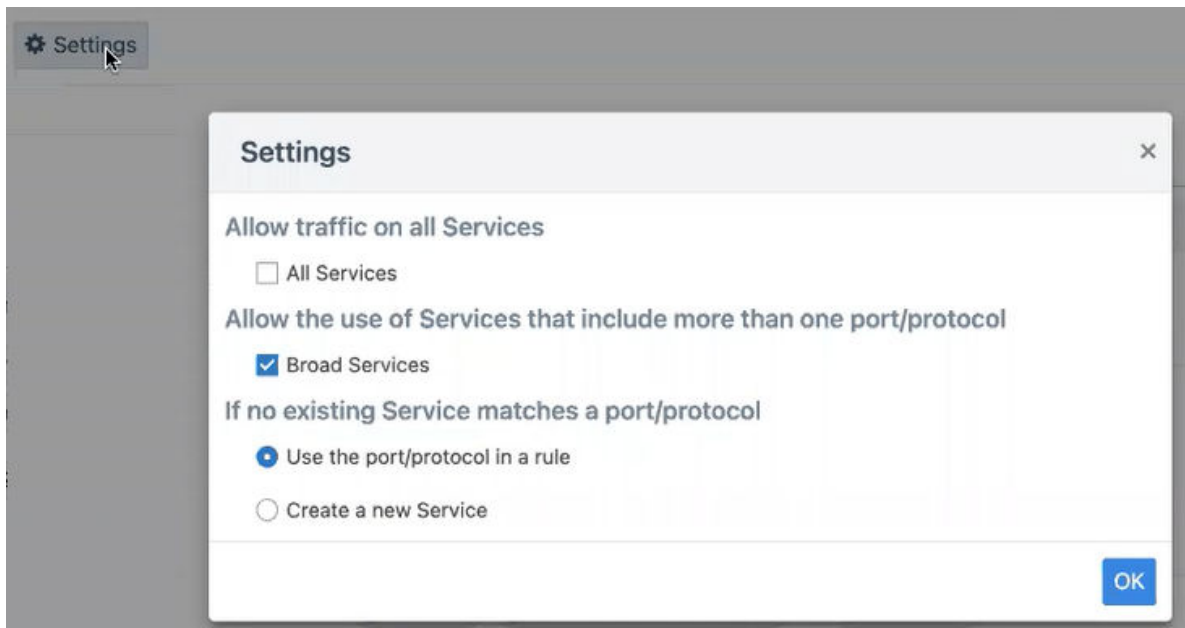 Settings
Settings
Allow traffic on all Services
All Services
Allow the use of Services that include more than one port/protocol
Broad Services
If no existing Service matches a port/protocol
Use the port/protocol in a rule
Create a new Service
OK